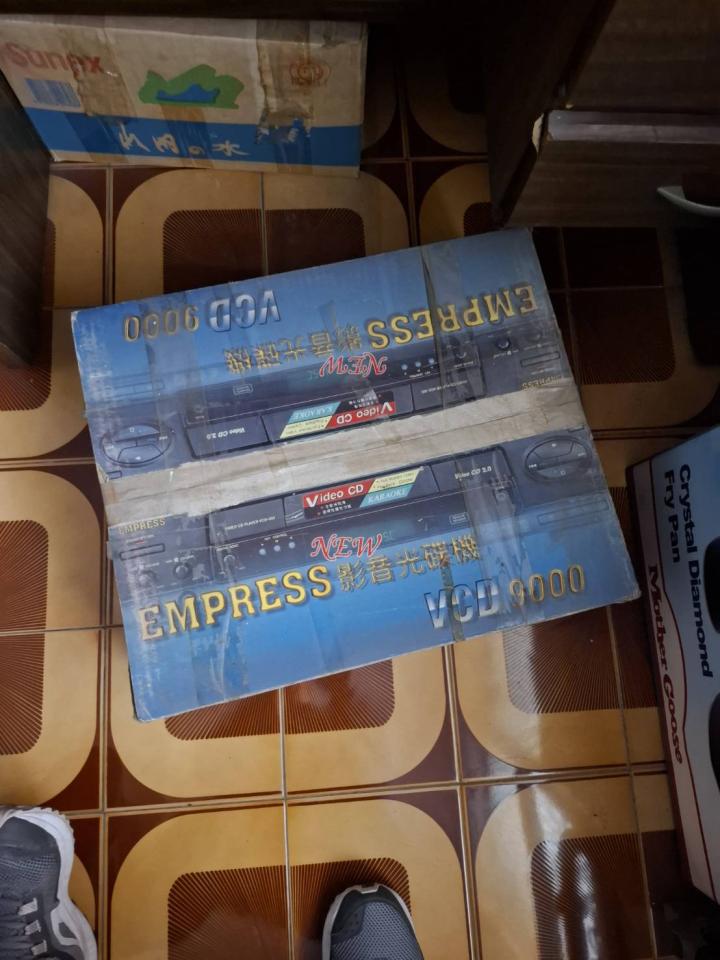 Sunex
EMPRESS 影音光碟機
VCD 9000
NEW
Video CD
KARAOKE
Video CD 2.0
EMPRESS
EMPRESS
Video CD
KARAOKE
Video CD 2.0
NEW
EMPRESS 影音光碟機
VCD 9000
Crystal Diamond
Fry Pan
Mother Goose